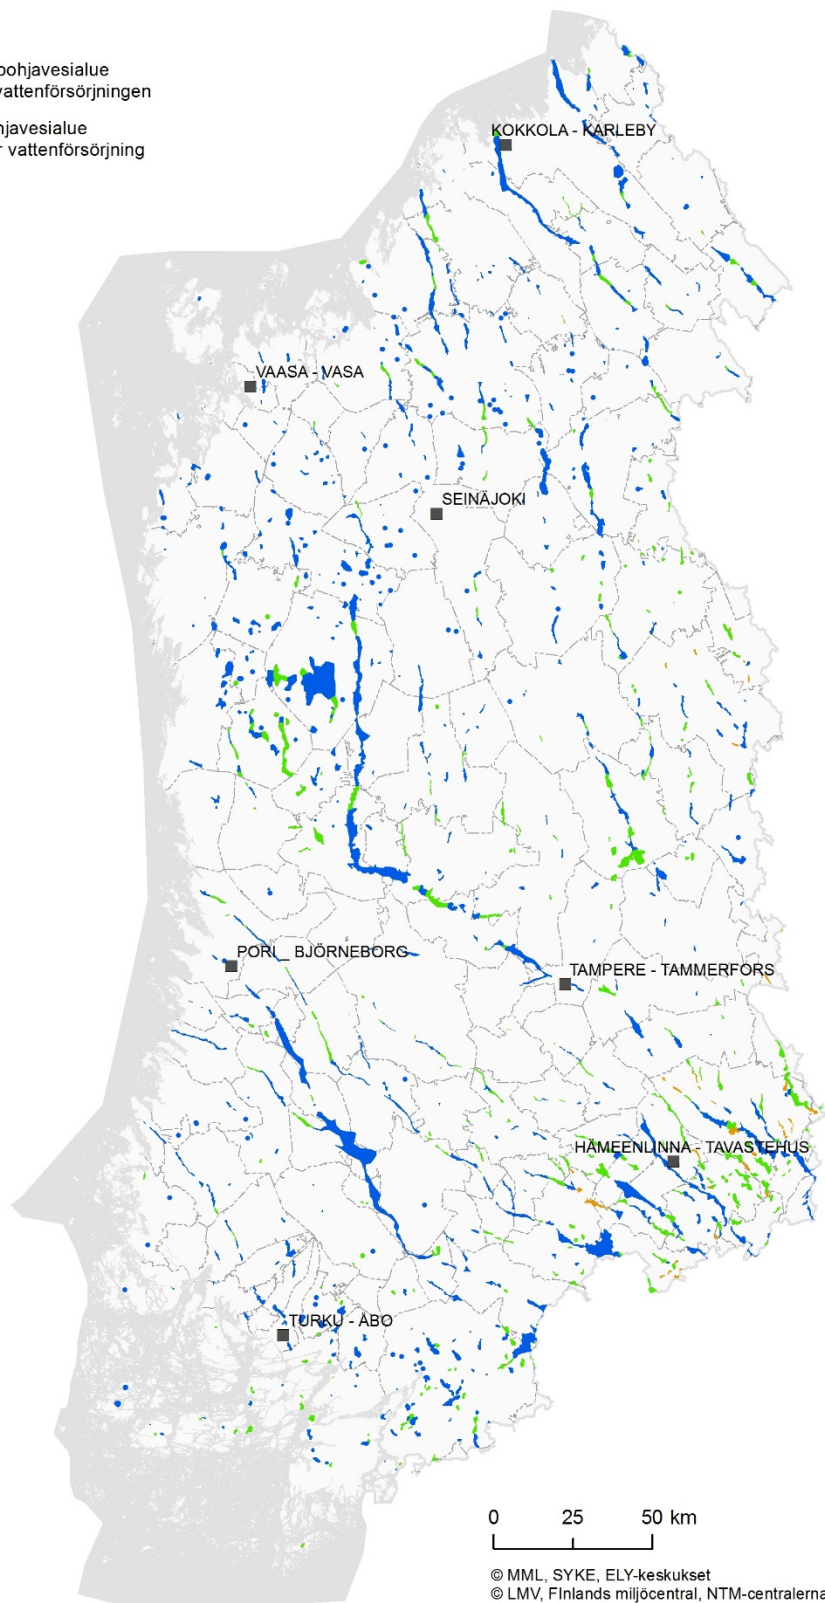 pohjavesialue
vattenförsörjningen
hjavesialue
r vattenförsörjning
KOKKOLA - KARLEBY
VAASA - VASA
SEINÄJOKI
PORI_ BJÖRNEBORG
TAMPERE - TAMMERFORS
HÄMEENLINNA - TAVASTEHUS
TURKU - ÅBO
0 25 50 km
© MML, SYKE, ELY-keskukset
© LMV, FInlands miljöcentral, NTM-centralerna